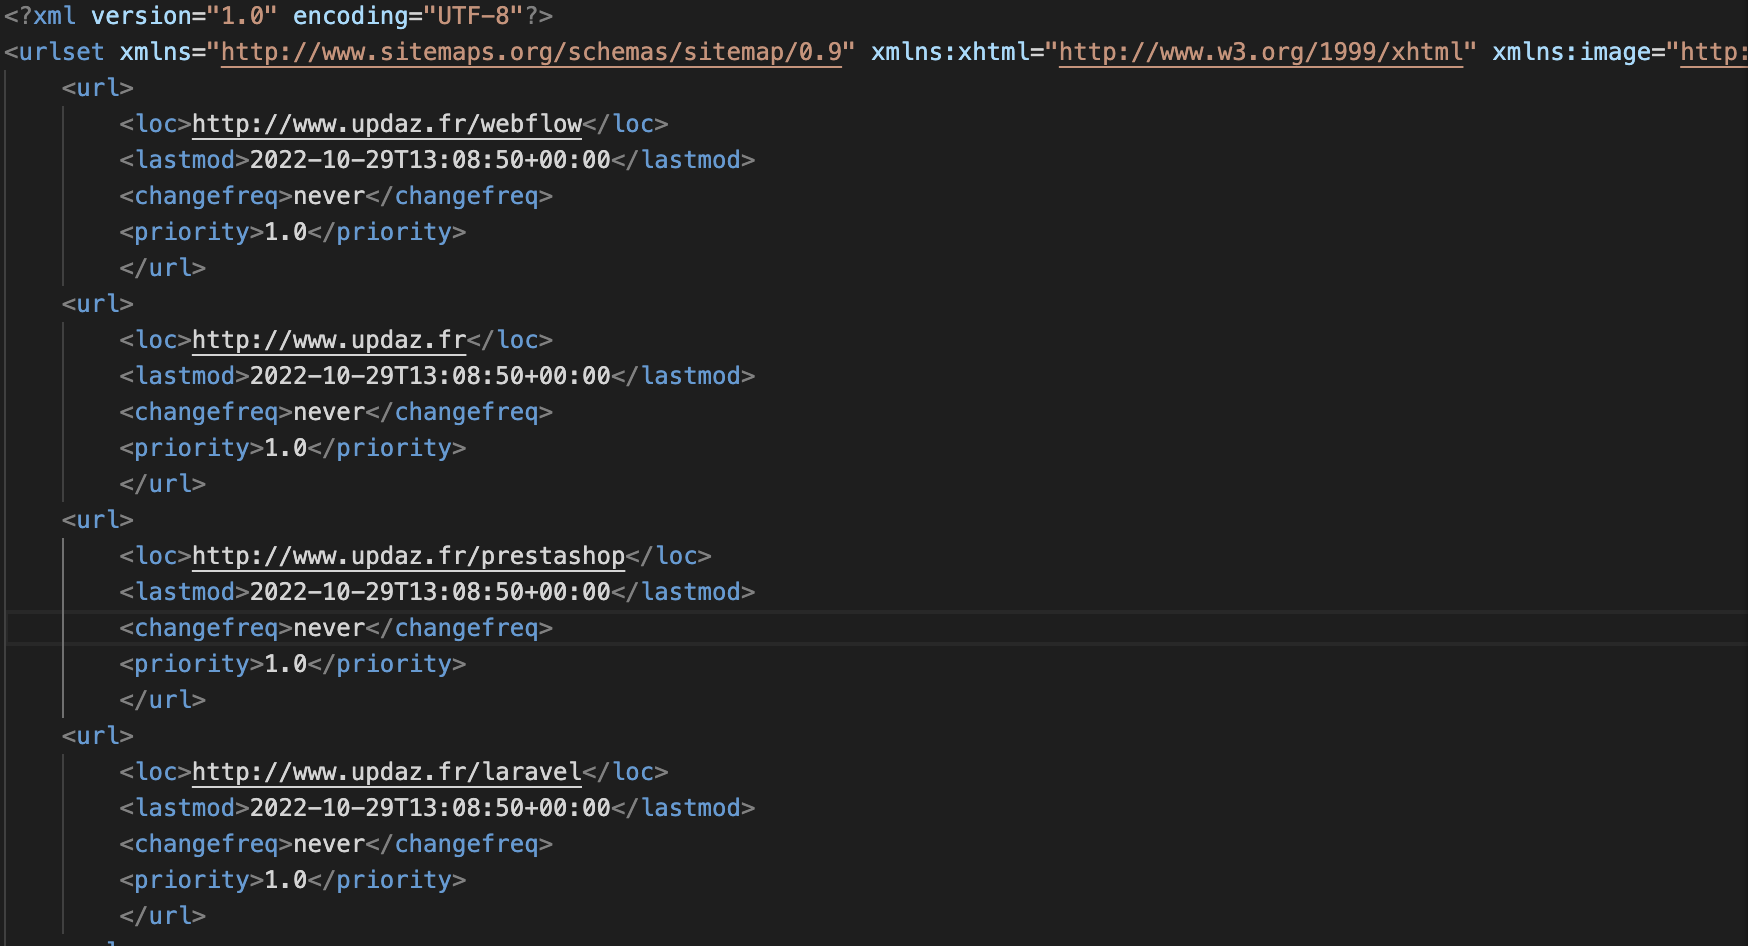 <?xml version="1.0" encoding="UTF-8"?>
<urlset xmlns="http://www.sitemaps.org/schemas/sitemap/0.9" xmlns:xhtml="http://www.w3.org/1999/xhtml" xmlns:image="http:
<url>
<loc>http://www.updaz.fr/webflow</loc>
<lastmod>2022-10-29T13:08:50+00:00</lastmod>
<changefreq>never</changefreq>
<priority>1.0</priority>
</url>
<url>
<loc>http://www.updaz.fr</loc>
<lastmod>2022-10-29T13:08:50+00:00</lastmod>
<changefreq>never</changefreq>
<priority>1.0</priority>
</url>
<url>
<loc>http://www.updaz.fr/prestashop</loc>
<lastmod>2022-10-29T13:08:50+00:00</lastmod>
<changefreq>never</changefreq>
<priority>1.0</priority>
</url>
<url>
<loc>http://www.updaz.fr/laravel</loc>
<lastmod>2022-10-29T13:08:50+00:00</lastmod>
<changefreq>never</changefreq>
<priority>1.0</priority>
</url>